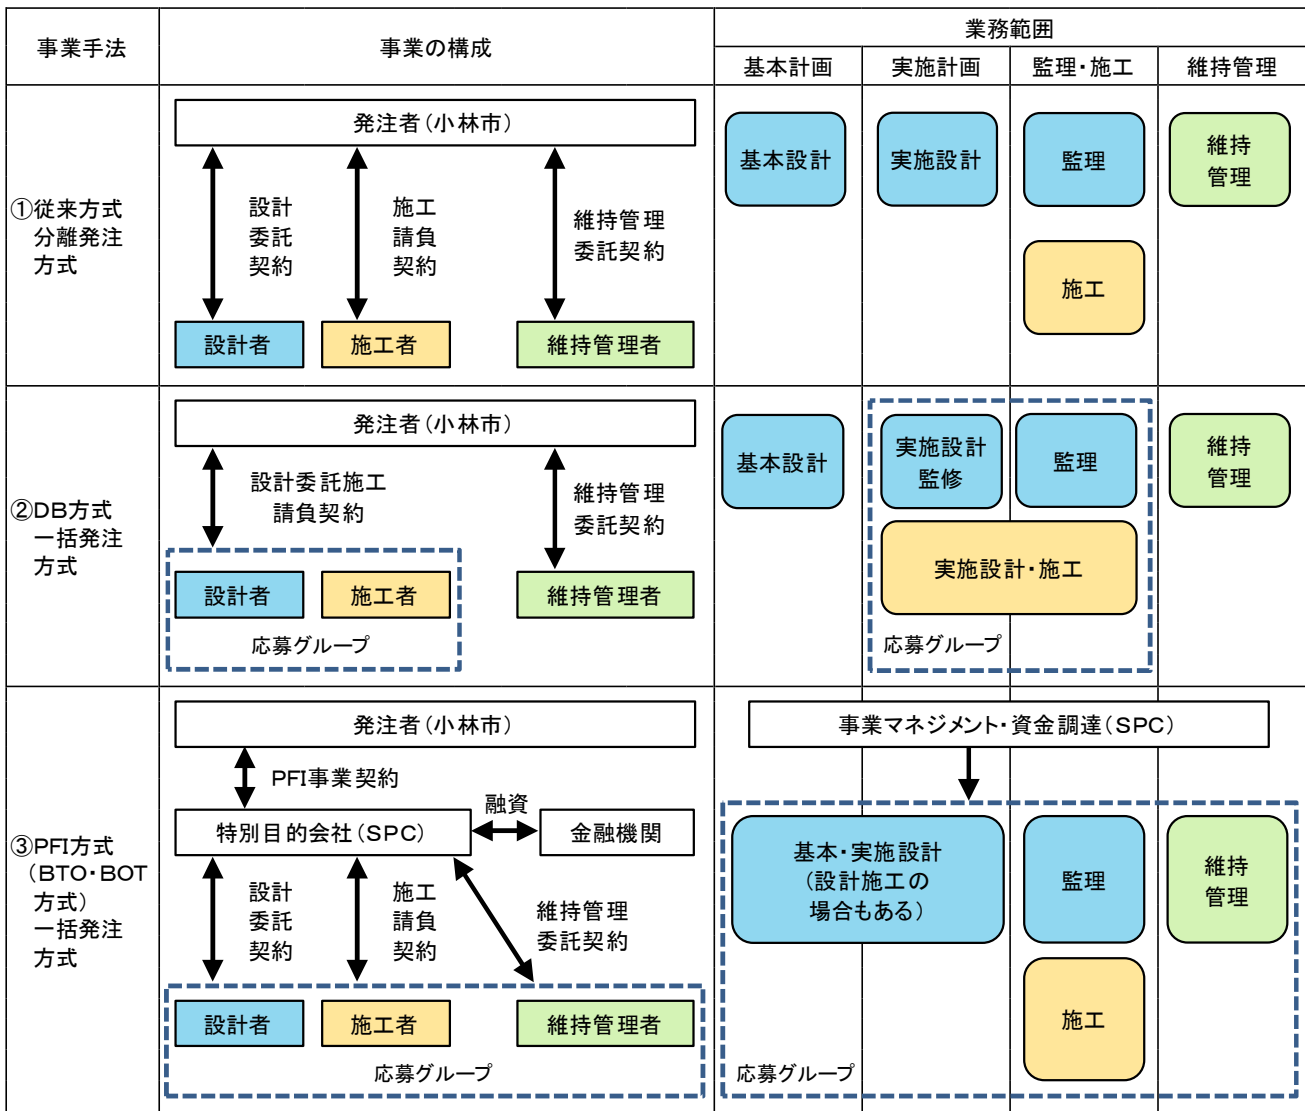 事業手法
事業の構成
業務範囲
基本計画
実施計画
監理・施工
維持管理
①従来方式
分離発注
方式
発注者(小林市)
設計
委託
契約
施工
請負
契約
維持管理
委託契約
設計者
施工者
維持管理者
基本設計
実施設計
監理
施工
維持
管理
②DB方式
一括発注
方式
発注者(小林市)
設計委託施工
請負契約
維持管理
委託契約
設計者
施工者
維持管理者
応募グループ
基本設計
実施設計
監修
監理
実施設計・施工
応募グループ
維持
管理
③PFI方式
(BTO・BOT
方式)
一括発注
方式
発注者(小林市)
PFI事業契約
特別目的会社(SPC)
融資
金融機関
設計
委託
契約
施工
請負
契約
維持管理
委託契約
設計者
施工者
維持管理者
応募グループ
事業マネジメント・資金調達(SPC)
基本・実施設計
(設計施工の
場合もある)
監理
施工
維持
管理
応募グループ